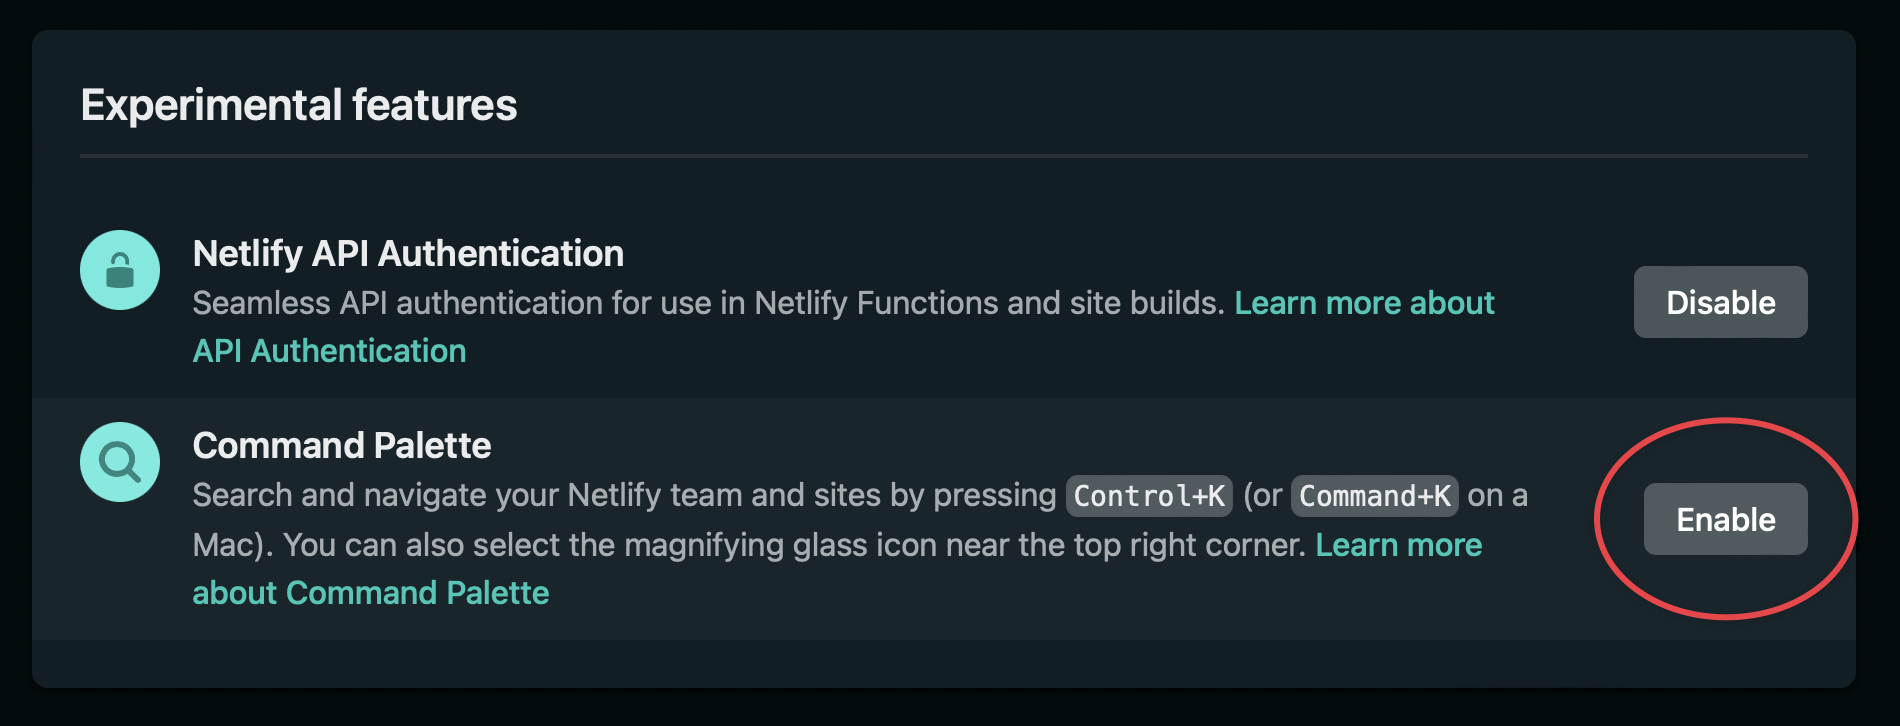 Experimental features
Netlify API Authentication
Seamless API authentication for use in Netlify Functions and site builds. Learn more about
API Authentication
Disable
Command Palette
Search and navigate your Netlify team and sites by pressing Control+K (or Command+K on a
Mac). You can also select the magnifying glass icon near the top right corner. Learn more
about Command Palette
Enable